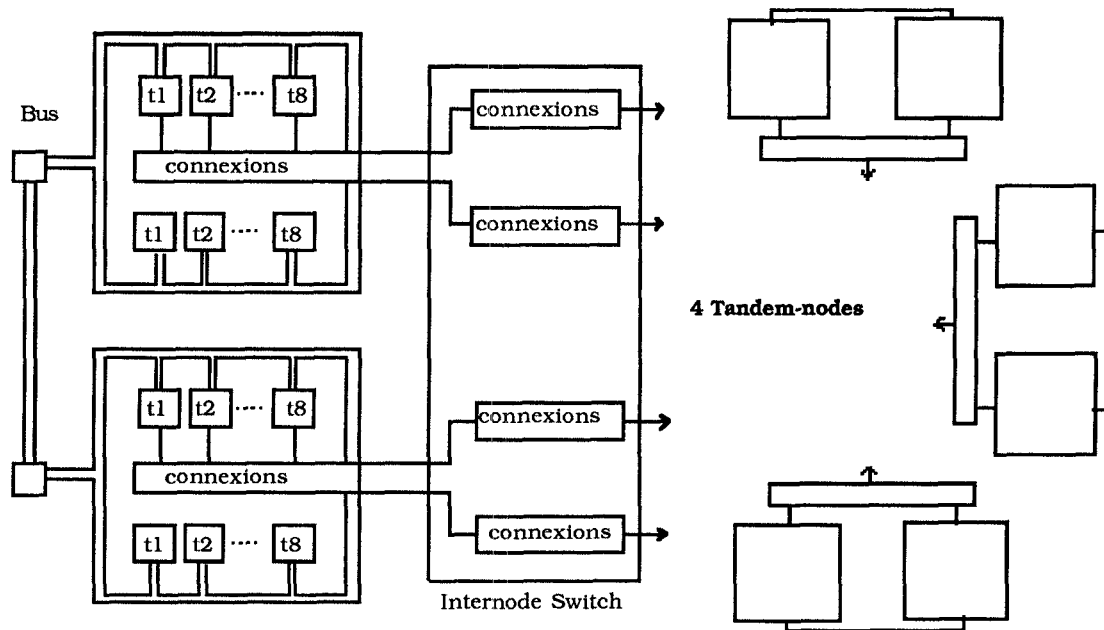 Bus
t1 t2 .... t8
connexions
t1 t2 .... t8
connexions
connexions
t1 t2 .... t8
connexions
t1 t2 .... t8
connexions
connexions
Internode Switch
4 Tandem-nodes